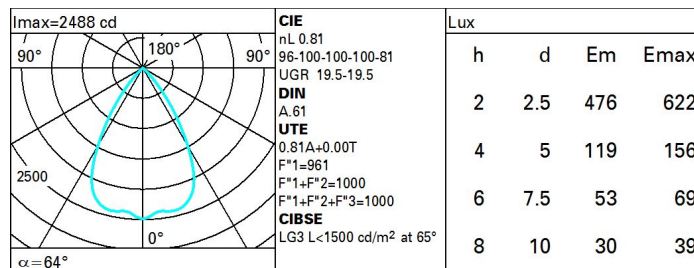 Imax=2488 cd
90° 180° 90°
2500
0°
α=64°
CIE
nL 0.81
96-100-100-100-81
UGR 19.5-19.5
DIN
A.61
UTE
0.81A+0.00T
F"1=961
F"1+F"2=1000
F"1+F"2+F"3=1000
CIBSE
LG3 L<1500 cd/m² at 65°
Lux
h d Em Emax
2 2.5 476 622
4 5 119 156
6 7.5 53 69
8 10 30 39